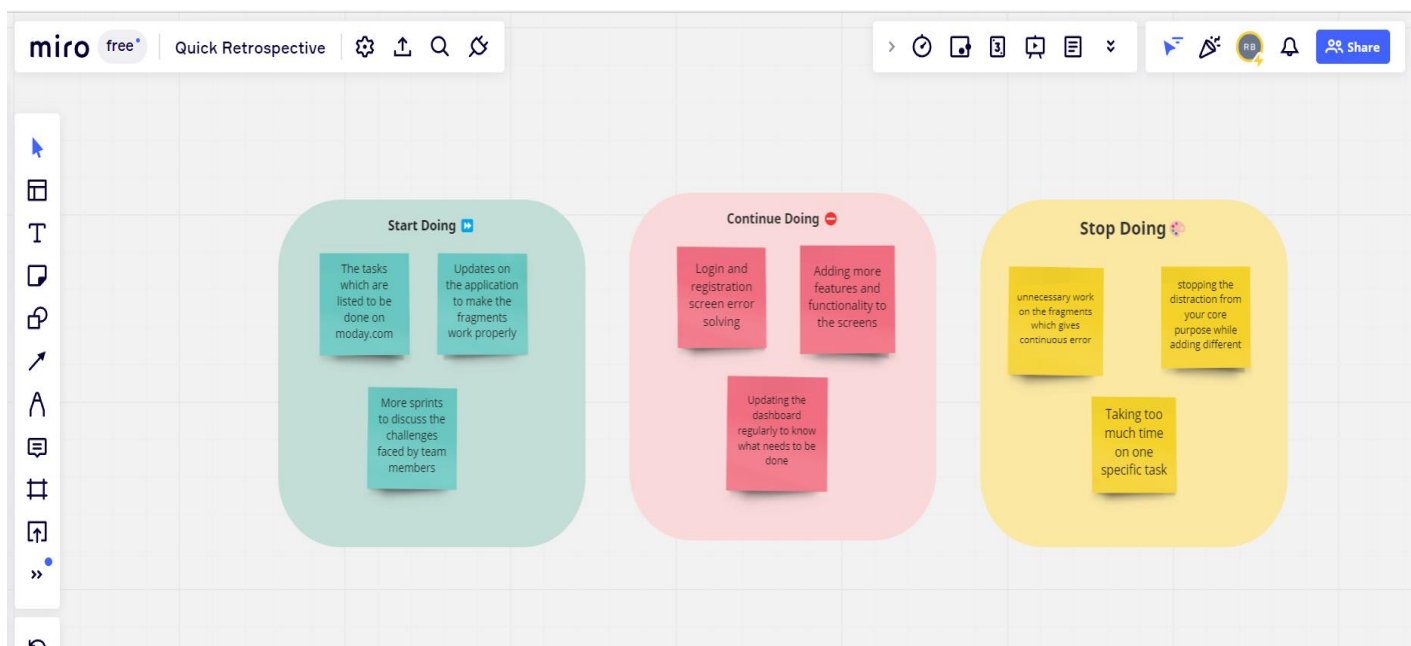 miro free Quick Retrospective
3
RB
Share
Start Doing
The tasks
which are
listed to be
done on
moday.com
Updates on
the application
to make the
fragments
work properly
More sprints
to discuss the
challenges
faced by team
members
Continue Doing
Login and
registration
screen error
solving
Adding more
features and
functionality to
the screens
Updating the
dashboard
regularly to know
what needs to be
done
Stop Doing
unnecessary work
on the fragments
which gives
continuous error
stopping the
distraction from
your core
purpose while
adding different
Taking too
much time
on one
specific task